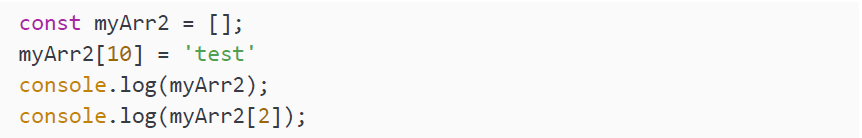 const myArr2 = [];
myArr2[10] = 'test'
console.log(myArr2);
console.log(myArr2[2]);